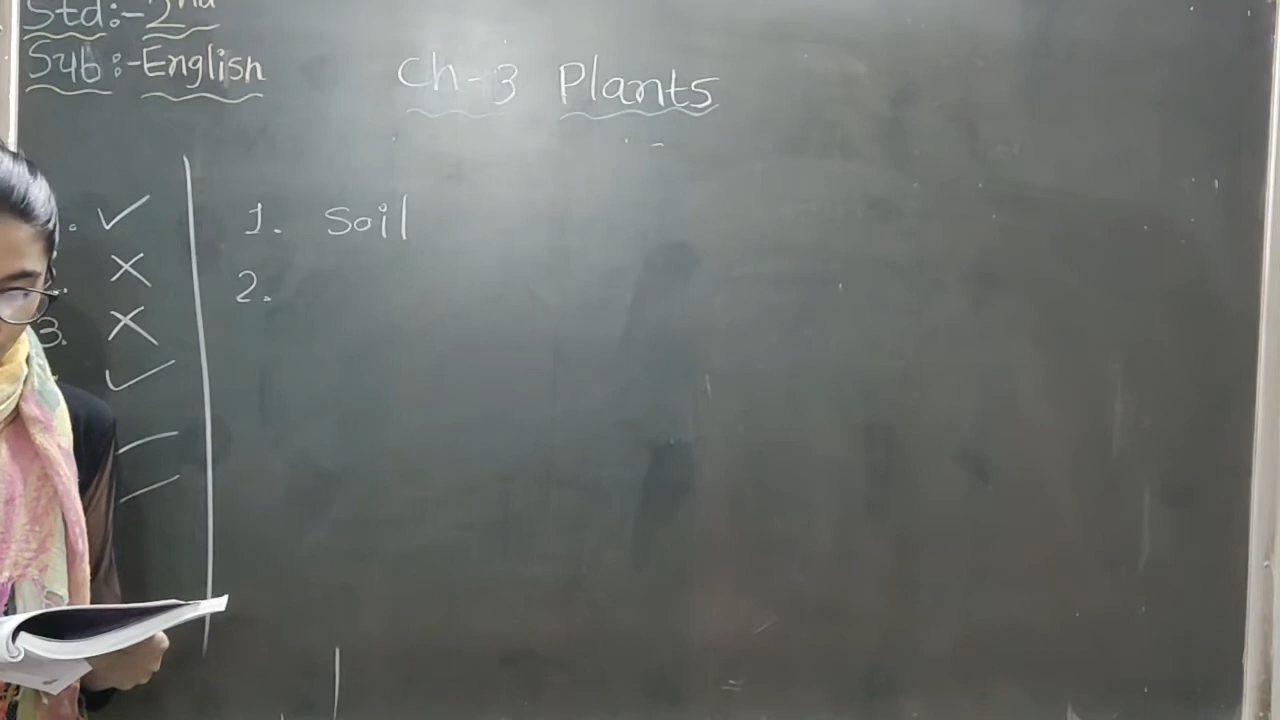 Std:- 2nd
Sub:-English
Ch-3 Plants
. ✓
. ✗
3. ✗
✓
1. Soil
2.